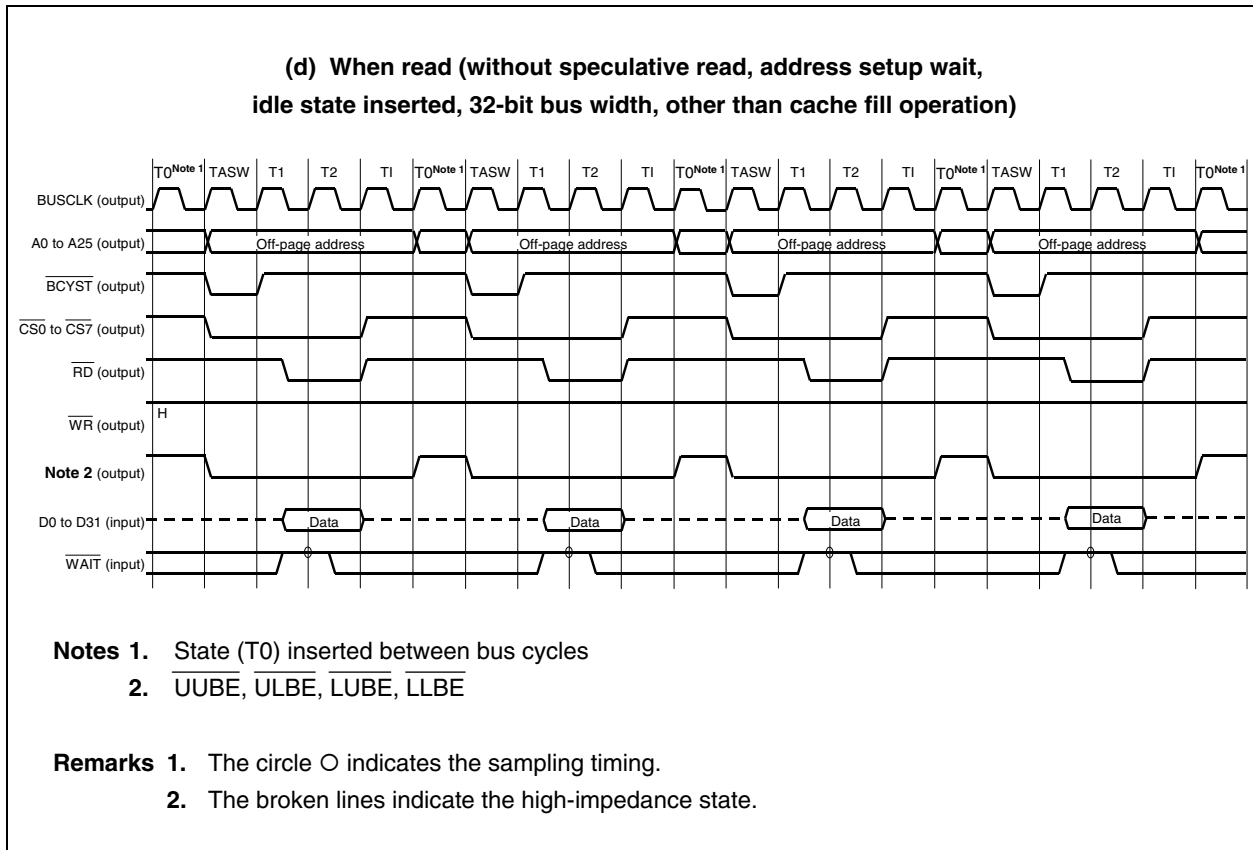 (d) When read (without speculative read, address setup wait,
idle state inserted, 32-bit bus width, other than cache fill operation)
T0Note 1 TASW T1 T2 TI T0Note 1 TASW T1 T2 TI T0Note 1 TASW T1 T2 TI T0Note 1 TASW T1 T2 TI T0Note 1
BUSCLK (output)
A0 to A25 (output) Off-page address Off-page address Off-page address Off-page address
BCYST (output)
CS0 to CS7 (output)
RD (output)
H
WR (output)
Note 2 (output)
D0 to D31 (input) Data Data Data Data
WAIT (input)
Notes 1. State (T0) inserted between bus cycles
2. UUBE, ULBE, LUBE, LLBE
Remarks 1. The circle O indicates the sampling timing.
2. The broken lines indicate the high-impedance state.